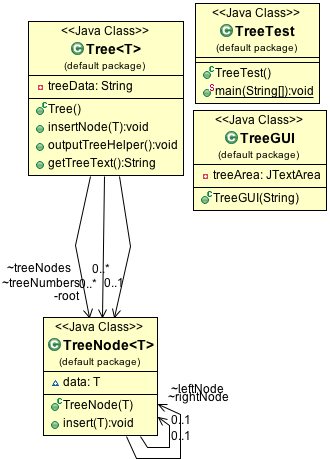 <<Java Class>>
Tree<T>
(default package)
treeData: String
Tree()
insertNode(T):void
outputTreeHelper():void
getTreeText():String
<<Java Class>>
TreeTest
(default package)
TreeTest()
main(String[]):void
<<Java Class>>
TreeGUI
(default package)
treeArea: JTextArea
TreeGUI(String)
~treeNodes 0..*
~treeNumbers 0..* 0..1
-root
<<Java Class>>
TreeNode<T>
(default package)
data: T
TreeNode(T)
insert(T):void
~leftNode
~rightNode
0..1
0..1